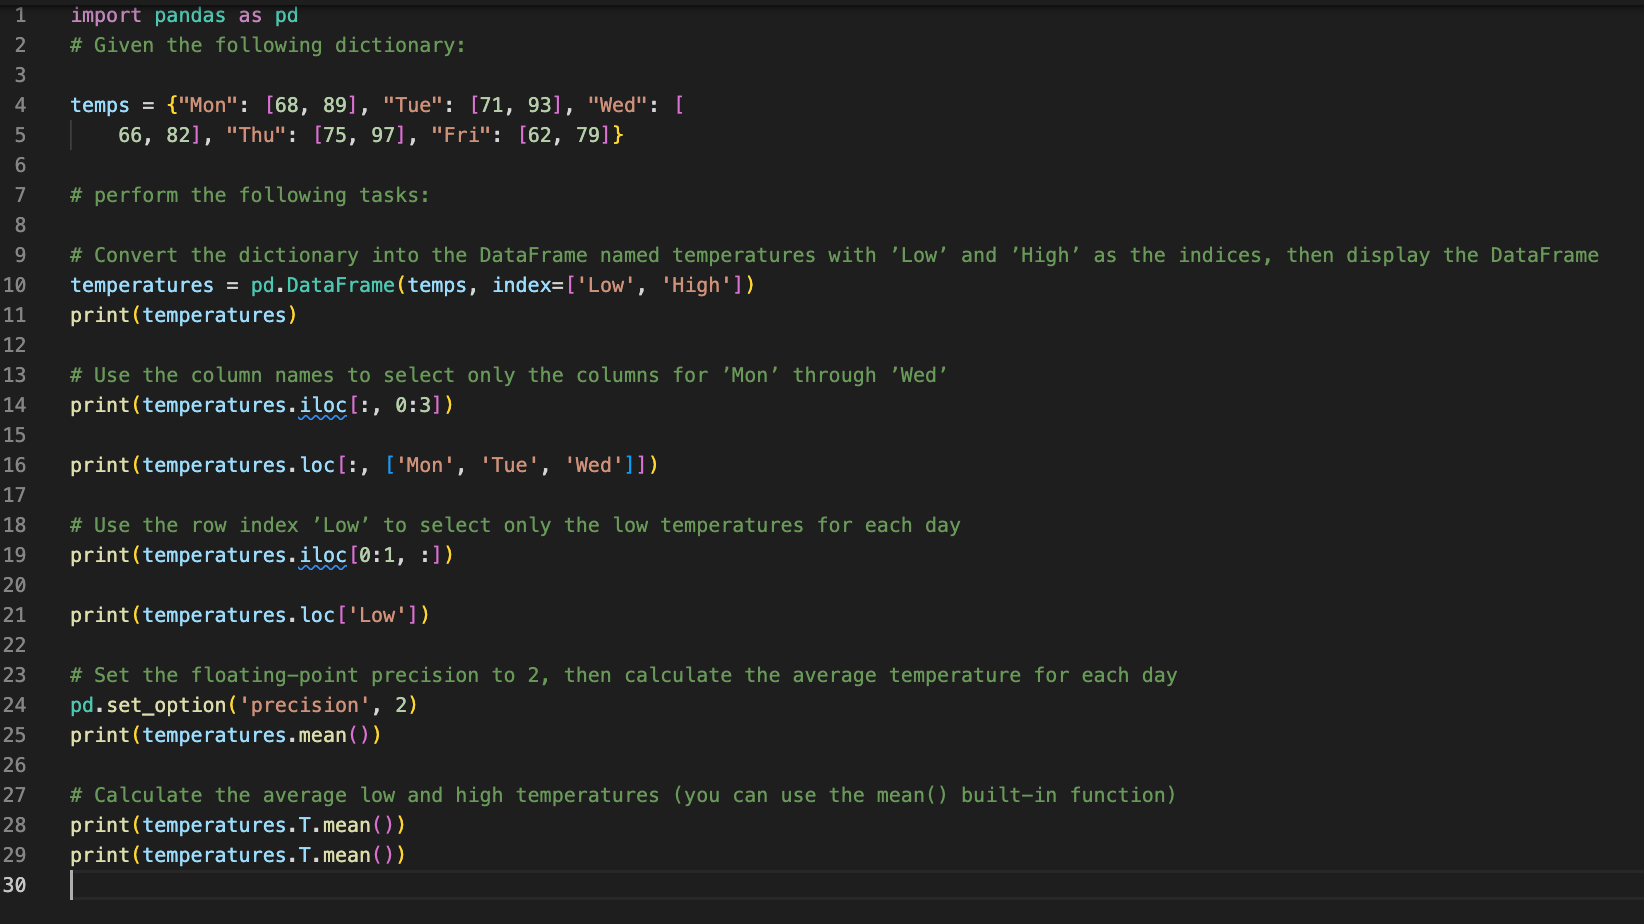 1 import pandas as pd
2 # Given the following dictionary:
3
4 temps = {"Mon": [68, 89], "Tue": [71, 93], "Wed": [
5     66, 82], "Thu": [75, 97], "Fri": [62, 79]}
6
7 # perform the following tasks:
8
9 # Convert the dictionary into the DataFrame named temperatures with ’Low’ and ’High’ as the indices, then display the DataFrame
10 temperatures = pd.DataFrame(temps, index=['Low', 'High'])
11 print(temperatures)
12
13 # Use the column names to select only the columns for ’Mon’ through ’Wed’
14 print(temperatures.iloc[:, 0:3])
15
16 print(temperatures.loc[:, ['Mon', 'Tue', 'Wed']])
17
18 # Use the row index ’Low’ to select only the low temperatures for each day
19 print(temperatures.iloc[0:1, :])
20
21 print(temperatures.loc['Low'])
22
23 # Set the floating-point precision to 2, then calculate the average temperature for each day
24 pd.set_option('precision', 2)
25 print(temperatures.mean())
26
27 # Calculate the average low and high temperatures (you can use the mean() built-in function)
28 print(temperatures.T.mean())
29 print(temperatures.T.mean())
30